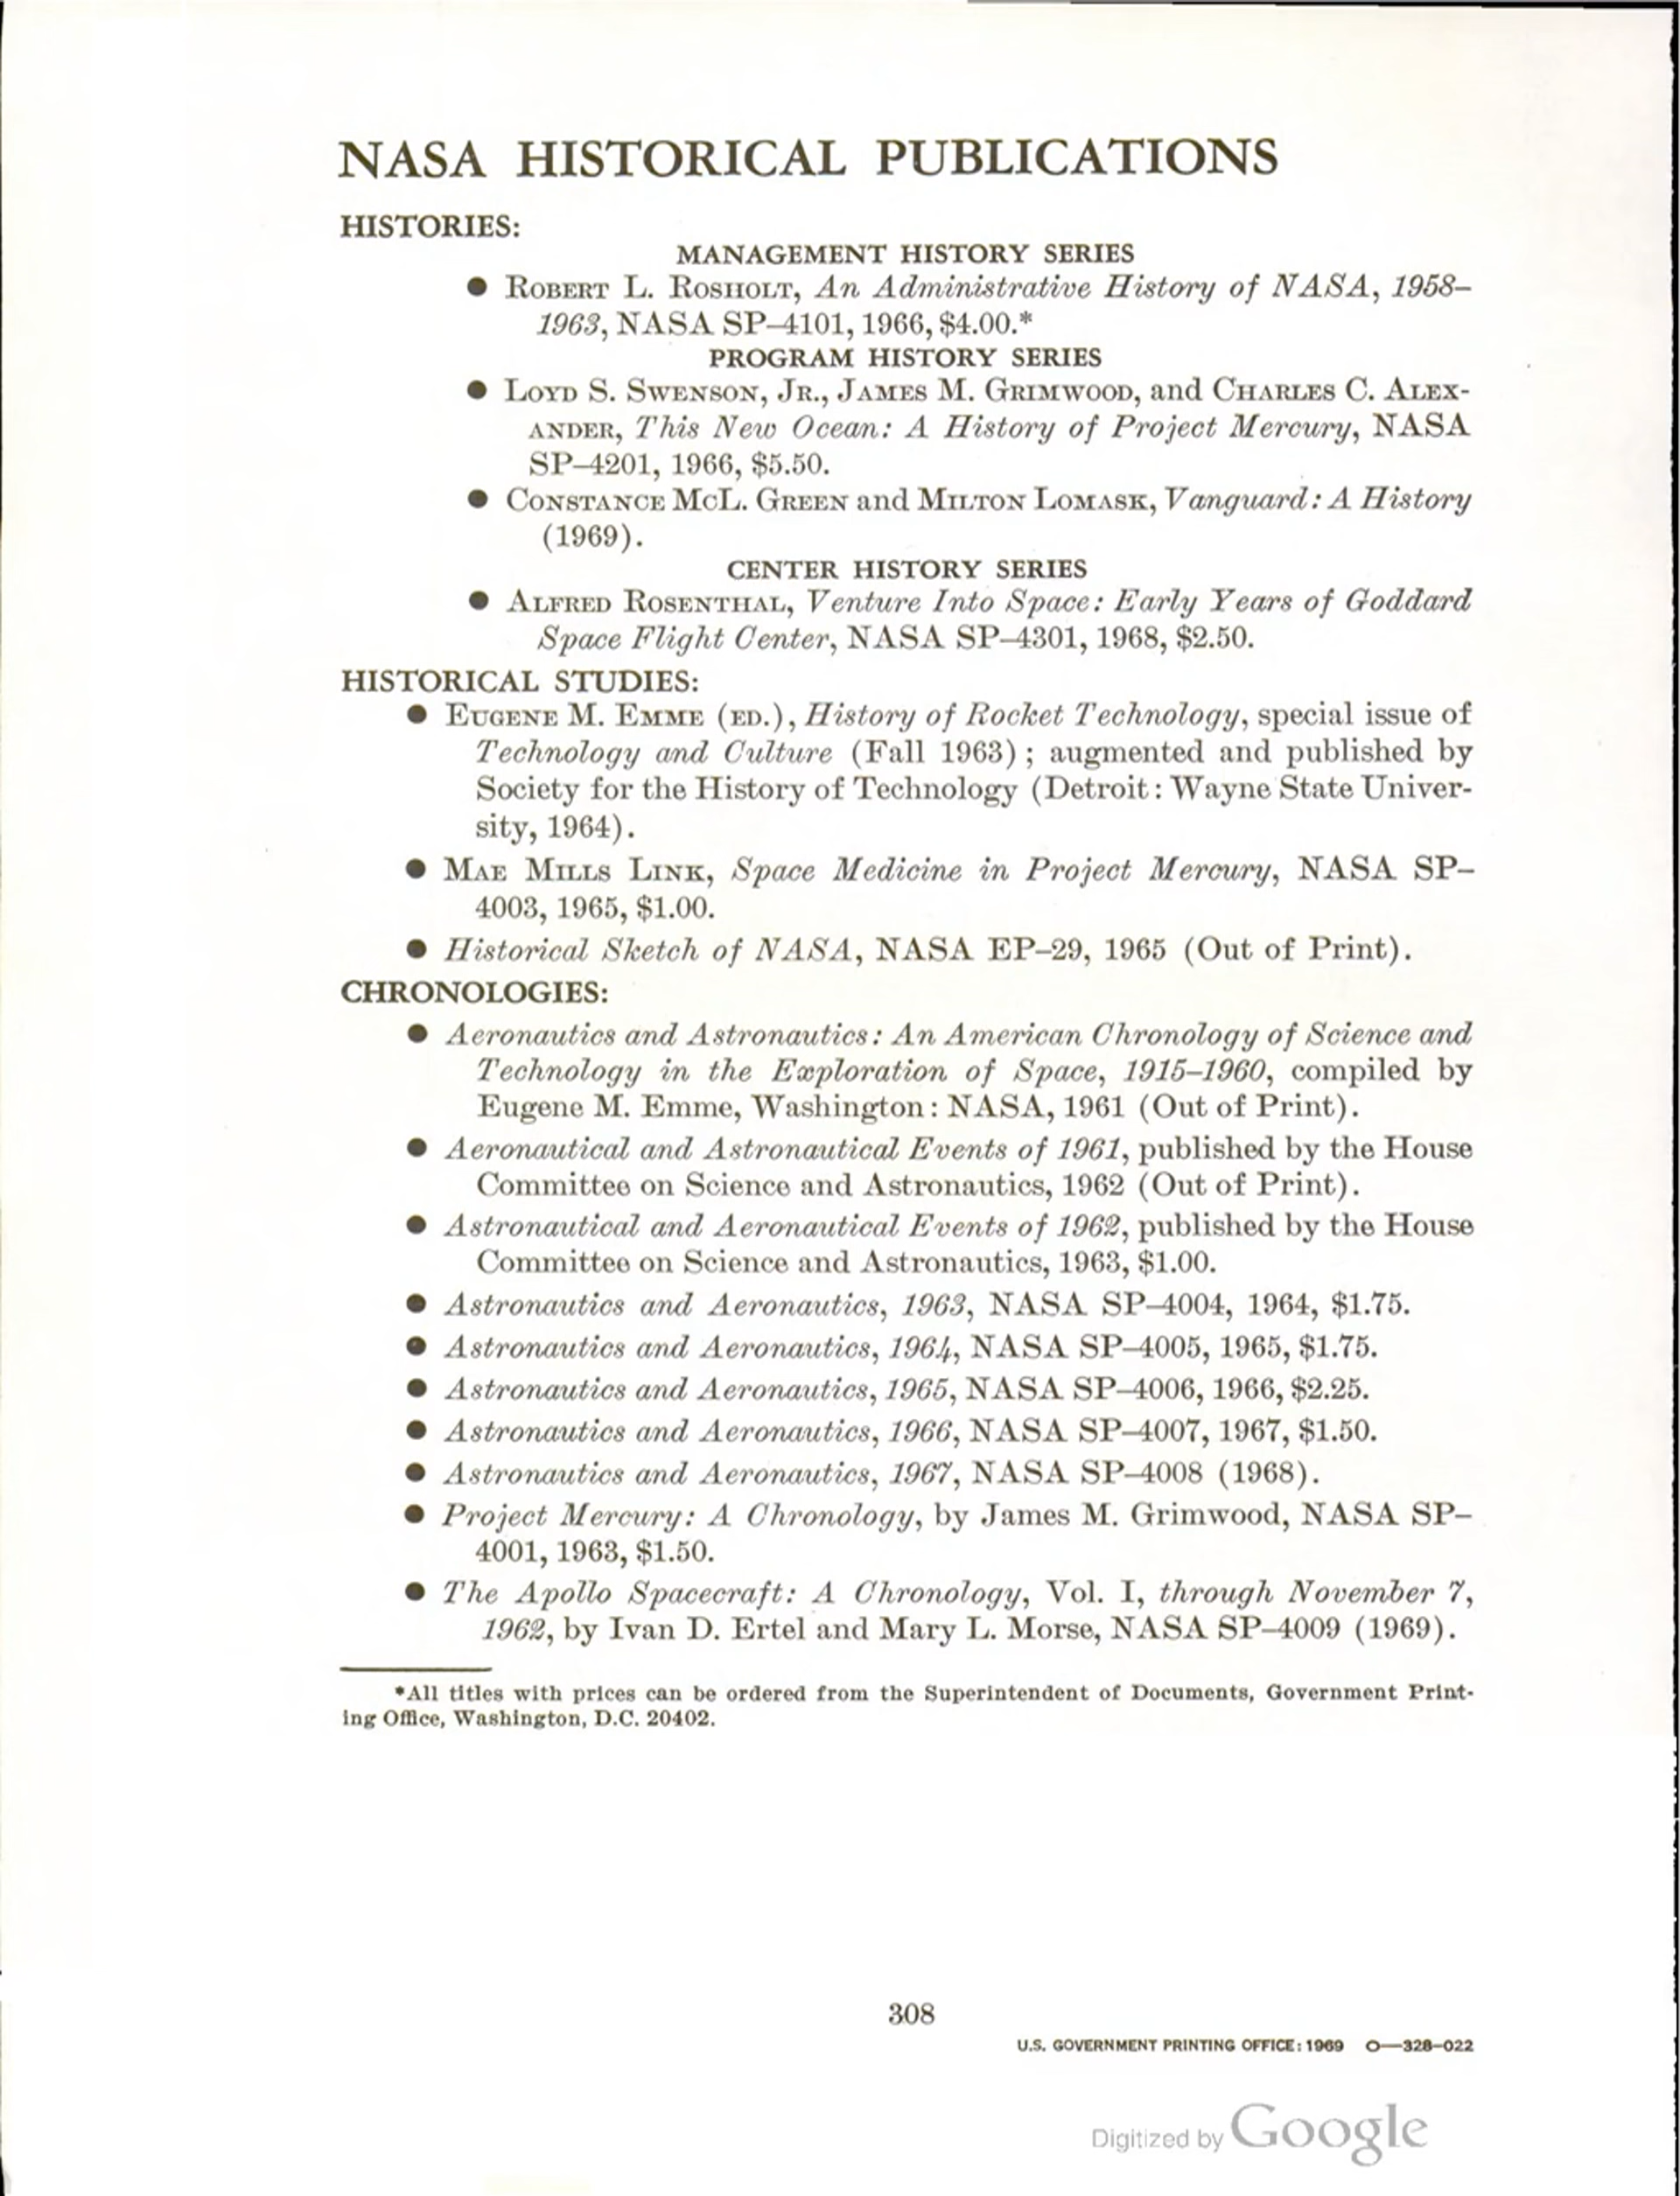 NASA HISTORICAL PUBLICATIONS
HISTORIES:
MANAGEMENT HISTORY SERIES
● ROBERT L. ROSHOLT, An Administrative History of NASA, 1958–
1963, NASA SP–4101, 1966, $4.00.*
PROGRAM HISTORY SERIES
● LOYD S. SWENSON, JR., JAMES M. GRIMWOOD, and CHARLES C. ALEX-
ANDER, This New Ocean: A History of Project Mercury, NASA
SP–4201, 1966, $5.50.
● CONSTANCE MCL. GREEN and MILTON LOMASK, Vanguard: A History
(1969).
CENTER HISTORY SERIES
● ALFRED ROSENTHAL, Venture Into Space: Early Years of Goddard
Space Flight Center, NASA SP–4301, 1968, $2.50.
HISTORICAL STUDIES:
● EUGENE M. EMME (ED.), History of Rocket Technology, special issue of
Technology and Culture (Fall 1963); augmented and published by
Society for the History of Technology (Detroit: Wayne State Univer-
sity, 1964).
● MAE MILLS LINK, Space Medicine in Project Mercury, NASA SP–
4003, 1965, $1.00.
● Historical Sketch of NASA, NASA EP–29, 1965 (Out of Print).
CHRONOLOGIES:
● Aeronautics and Astronautics: An American Chronology of Science and
Technology in the Exploration of Space, 1915–1960, compiled by
Eugene M. Emme, Washington: NASA, 1961 (Out of Print).
● Aeronautical and Astronautical Events of 1961, published by the House
Committee on Science and Astronautics, 1962 (Out of Print).
● Astronautical and Aeronautical Events of 1962, published by the House
Committee on Science and Astronautics, 1963, $1.00.
● Astronautics and Aeronautics, 1963, NASA SP–4004, 1964, $1.75.
● Astronautics and Aeronautics, 1964, NASA SP–4005, 1965, $1.75.
● Astronautics and Aeronautics, 1965, NASA SP–4006, 1966, $2.25.
● Astronautics and Aeronautics, 1966, NASA SP–4007, 1967, $1.50.
● Astronautics and Aeronautics, 1967, NASA SP–4008 (1968).
● Project Mercury: A Chronology, by James M. Grimwood, NASA SP–
4001, 1963, $1.50.
● The Apollo Spacecraft: A Chronology, Vol. I, through November 7,
1962, by Ivan D. Ertel and Mary L. Morse, NASA SP–4009 (1969).
*All titles with prices can be ordered from the Superintendent of Documents, Government Print-
ing Office, Washington, D.C. 20402.
308
U.S. GOVERNMENT PRINTING OFFICE: 1969 O—328–022
Digitized by Google